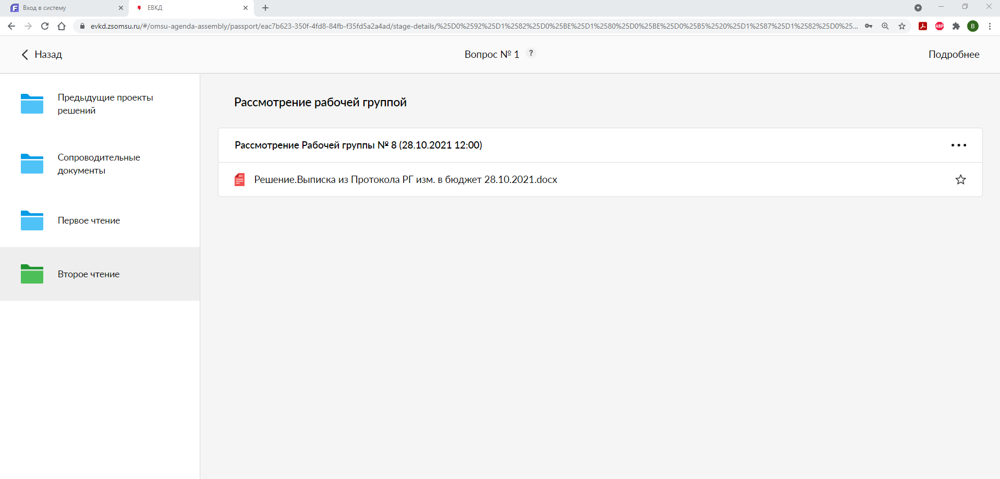 Вход в систему
ЕВКД
evkd.zsomsu.ru/#/omsu-agenda-assembly/passport/eac7b623-350f-4fd8-84fb-f35fd5a2a4ad/stage-details/%25D0%2592%25D1%2582%25D0%25BE%25D1%2580%25D0%25BE%25D0%25B5%2520%25D1%2587%25D1%2582%25D0%25...
ABP
B
Назад
Вопрос № 1 ?
Подробнее
Предыдущие проекты
решений
Сопроводительные
документы
Первое чтение
Второе чтение
Рассмотрение рабочей группой
Рассмотрение Рабочей группы № 8 (28.10.2021 12:00)
Решение.Выписка из Протокола РГ изм. в бюджет 28.10.2021.docx